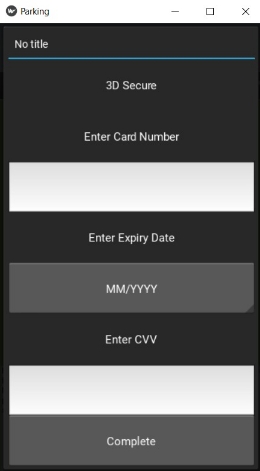 Parking
No title
3D Secure
Enter Card Number
Enter Expiry Date
MM/YYYY
Enter CVV
Complete